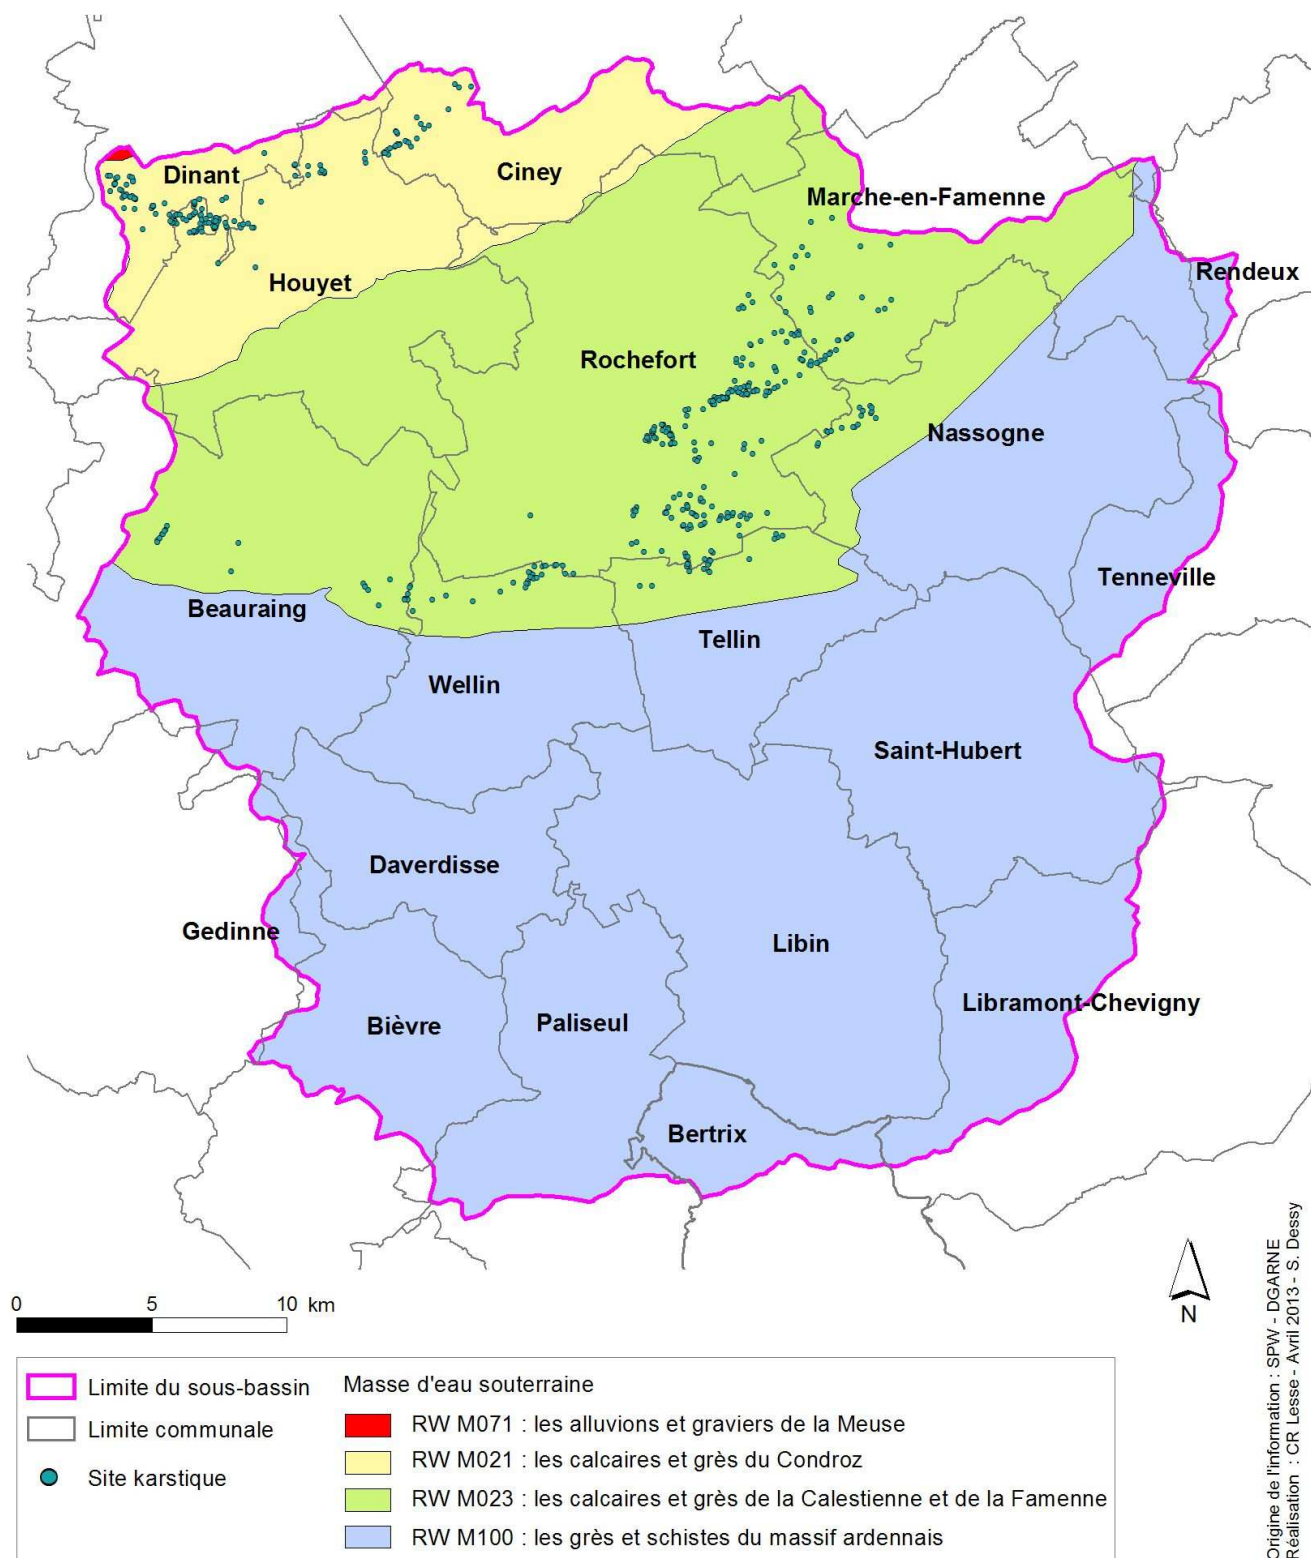 Dinant
Ciney
Marche-en-Famenne
Houyet
Rendeux
Rochefort
Nassogne
Tenneville
Beauraing
Tellin
Wellin
Saint-Hubert
Daverdisse
Gedinne
Libin
Libramont-Chevigny
Bièvre
Paliseul
Bertrix
N
0 5 10 km
Limite du sous-bassin
Limite communale
Site karstique
Masse d'eau souterraine
RW M071 : les alluvions et graviers de la Meuse
RW M021 : les calcaires et grès du Condroz
RW M023 : les calcaires et grès de la Calestienne et de la Famenne
RW M100 : les grès et schistes du massif ardennais
Origine de l'information : SPW - DGARNE
Réalisation : CR Lesse - Avril 2013 - S. Dessy